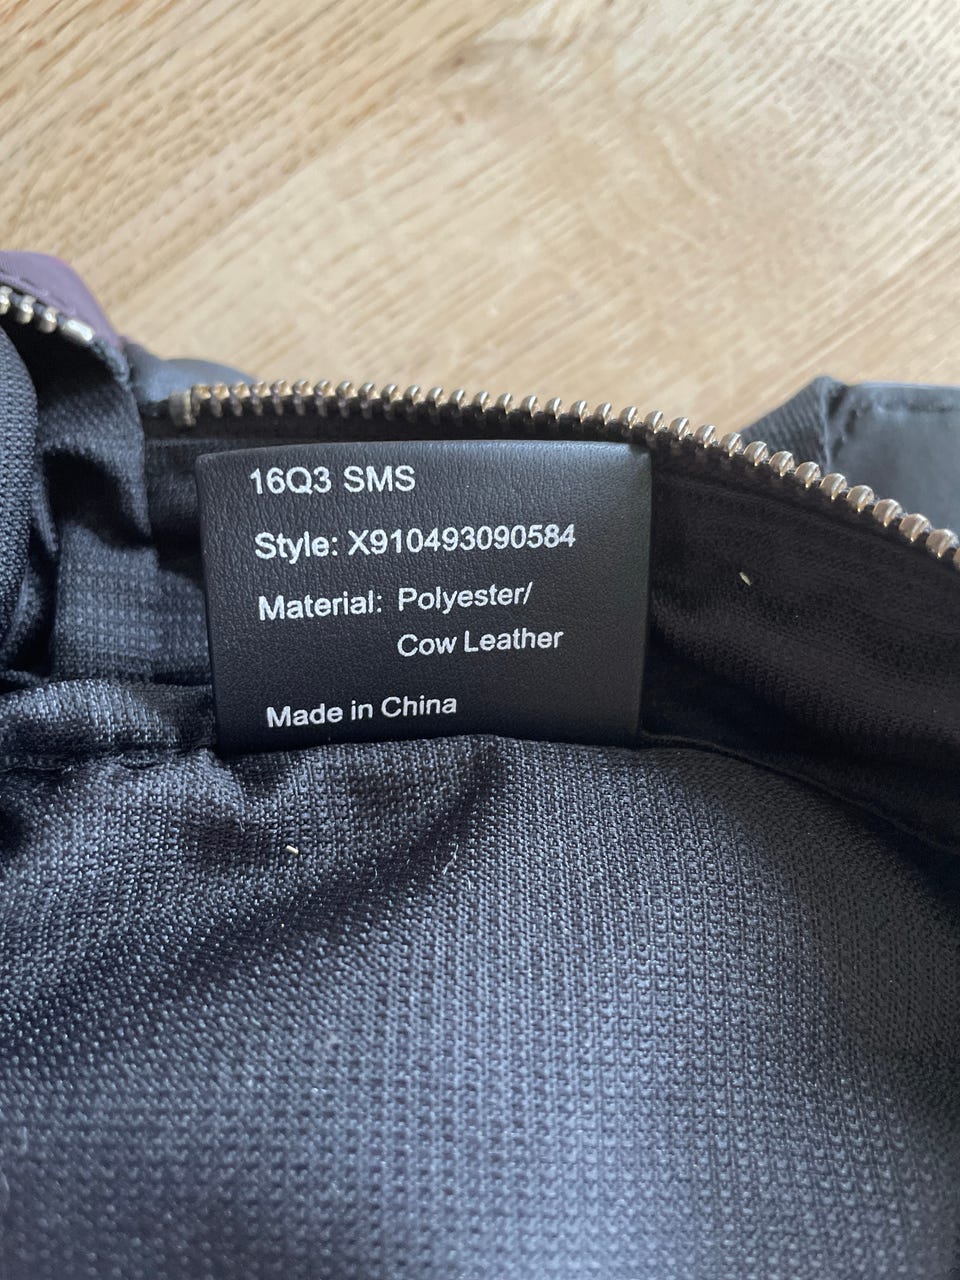 16Q3 SMS
Style: X910493090584
Material: Polyester/
Cow Leather
Made in China